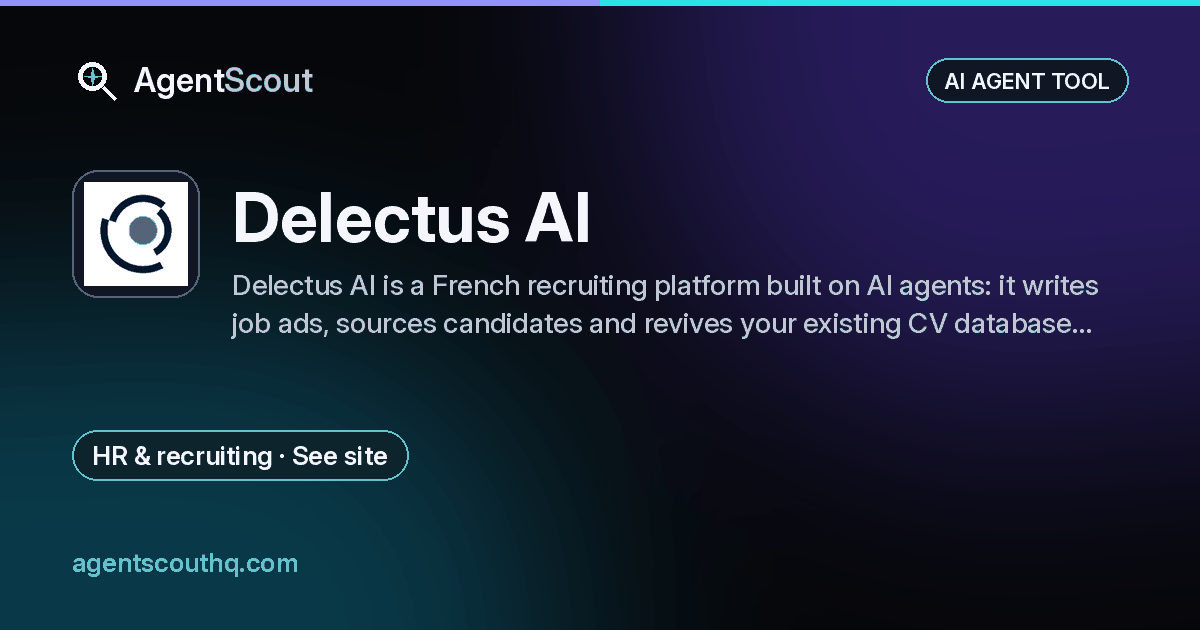 AgentScout
AI AGENT TOOL
Delectus AI
Delectus AI is a French recruiting platform built on AI agents: it writes
job ads, sources candidates and revives your existing CV database...
HR & recruiting · See site
agentscouthq.com